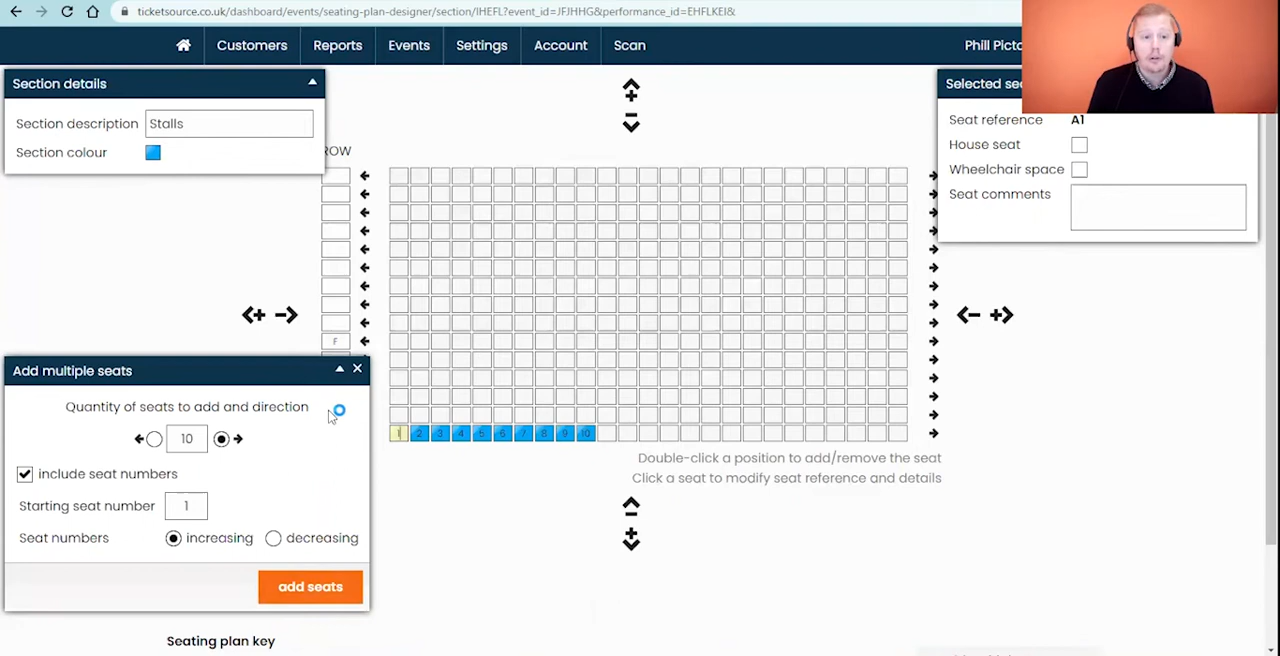 ticketsource.co.uk/dashboard/events/seating-plan-designer/section/IHEFL?event_id=JFJHHG&performance_id=EHFLKEI&
Customers Reports Events Settings Account Scan Phill Picto
Section details
Section description Stalls
Section colour
ROW
Selected se
Seat reference A1
House seat
Wheelchair space
Seat comments
F
Add multiple seats
Quantity of seats to add and direction
10
include seat numbers
Starting seat number 1
Seat numbers increasing decreasing
add seats
1 2 3 4 5 6 7 8 9 10
Double-click a position to add/remove the seat
Click a seat to modify seat reference and details
Seating plan key